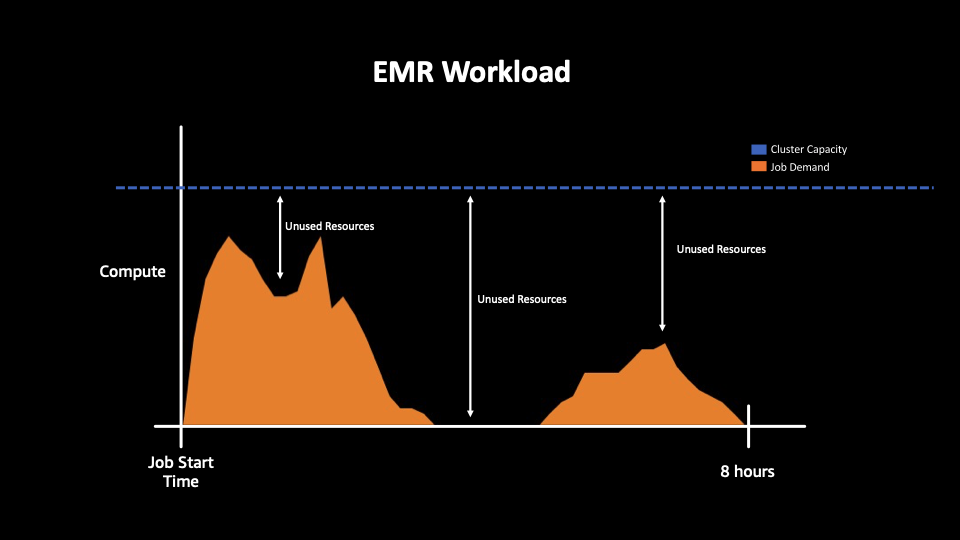 EMR Workload
Cluster Capacity
Job Demand
Unused Resources
Unused Resources
Compute
Unused Resources
Job Start
Time
8 hours